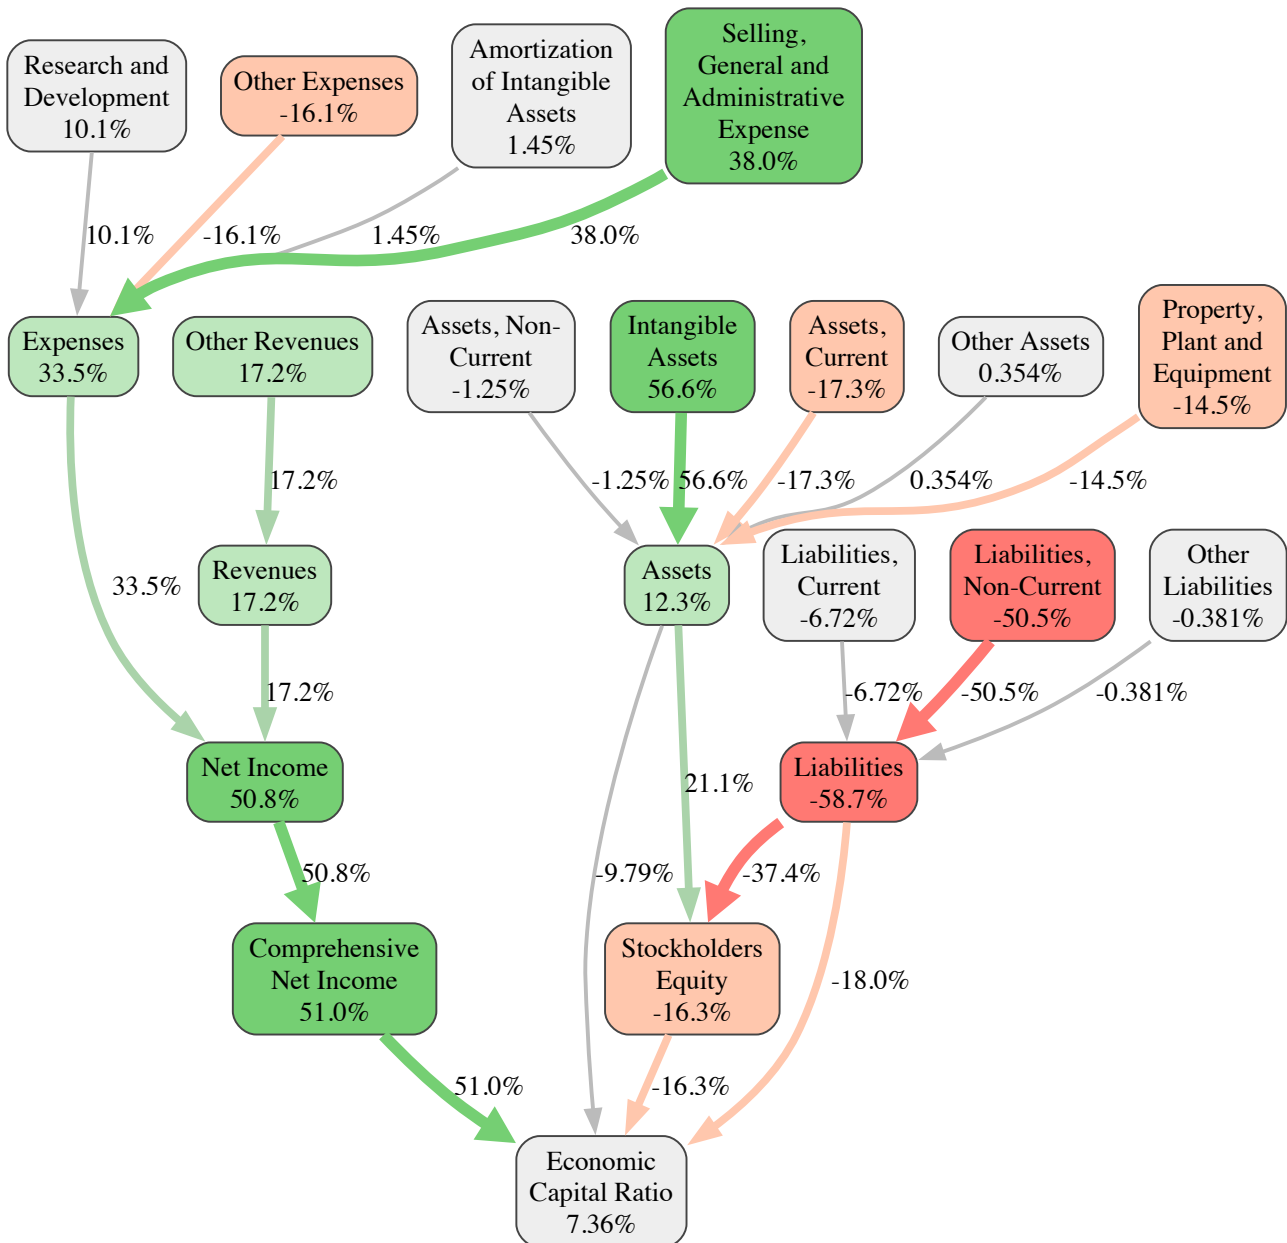 Research and
Development
10.1%
Other Expenses
-16.1%
Amortization
of Intangible
Assets
1.45%
Selling,
General and
Administrative
Expense
38.0%
10.1%
-16.1%
1.45%
38.0%
Expenses
33.5%
Other Revenues
17.2%
Assets, Non-
Current
-1.25%
Intangible
Assets
56.6%
Assets,
Current
-17.3%
Other Assets
0.354%
Property,
Plant and
Equipment
-14.5%
17.2%
-1.25%
56.6%
-17.3%
0.354%
-14.5%
33.5%
Revenues
17.2%
Assets
12.3%
Liabilities,
Current
-6.72%
Liabilities,
Non-Current
-50.5%
Other
Liabilities
-0.381%
17.2%
-6.72%
-50.5%
-0.381%
Net Income
50.8%
21.1%
Liabilities
-58.7%
50.8%
-9.79%
-37.4%
Comprehensive
Net Income
51.0%
Stockholders
Equity
-16.3%
-18.0%
51.0%
-16.3%
Economic
Capital Ratio
7.36%